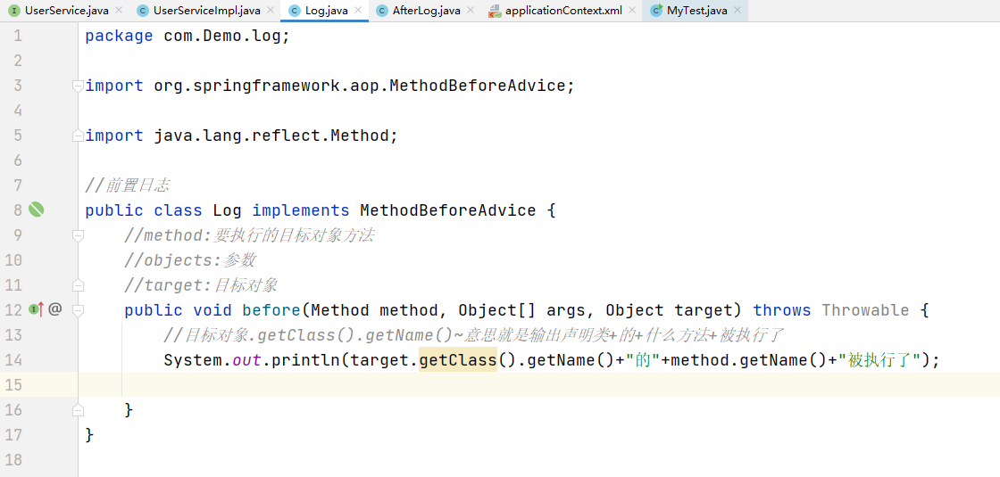 UserService.java UserServiceImpl.java Log.java AfterLog.java applicationContext.xml MyTest.java
1 package com.Demo.log;
2
3 import org.springframework.aop.MethodBeforeAdvice;
4
5 import java.lang.reflect.Method;
6
7 //前置日志
8 public class Log implements MethodBeforeAdvice {
9 //method:要执行的目标对象方法
10 //objects:参数
11 //target:目标对象
12 public void before(Method method, Object[] args, Object target) throws Throwable {
13 //目标对象.getClass().getName()~意思就是输出声明类+的+什么方法+被执行了
14 System.out.println(target.getClass().getName()+"的"+method.getName()+"被执行了");
15
16 }
17 }
18